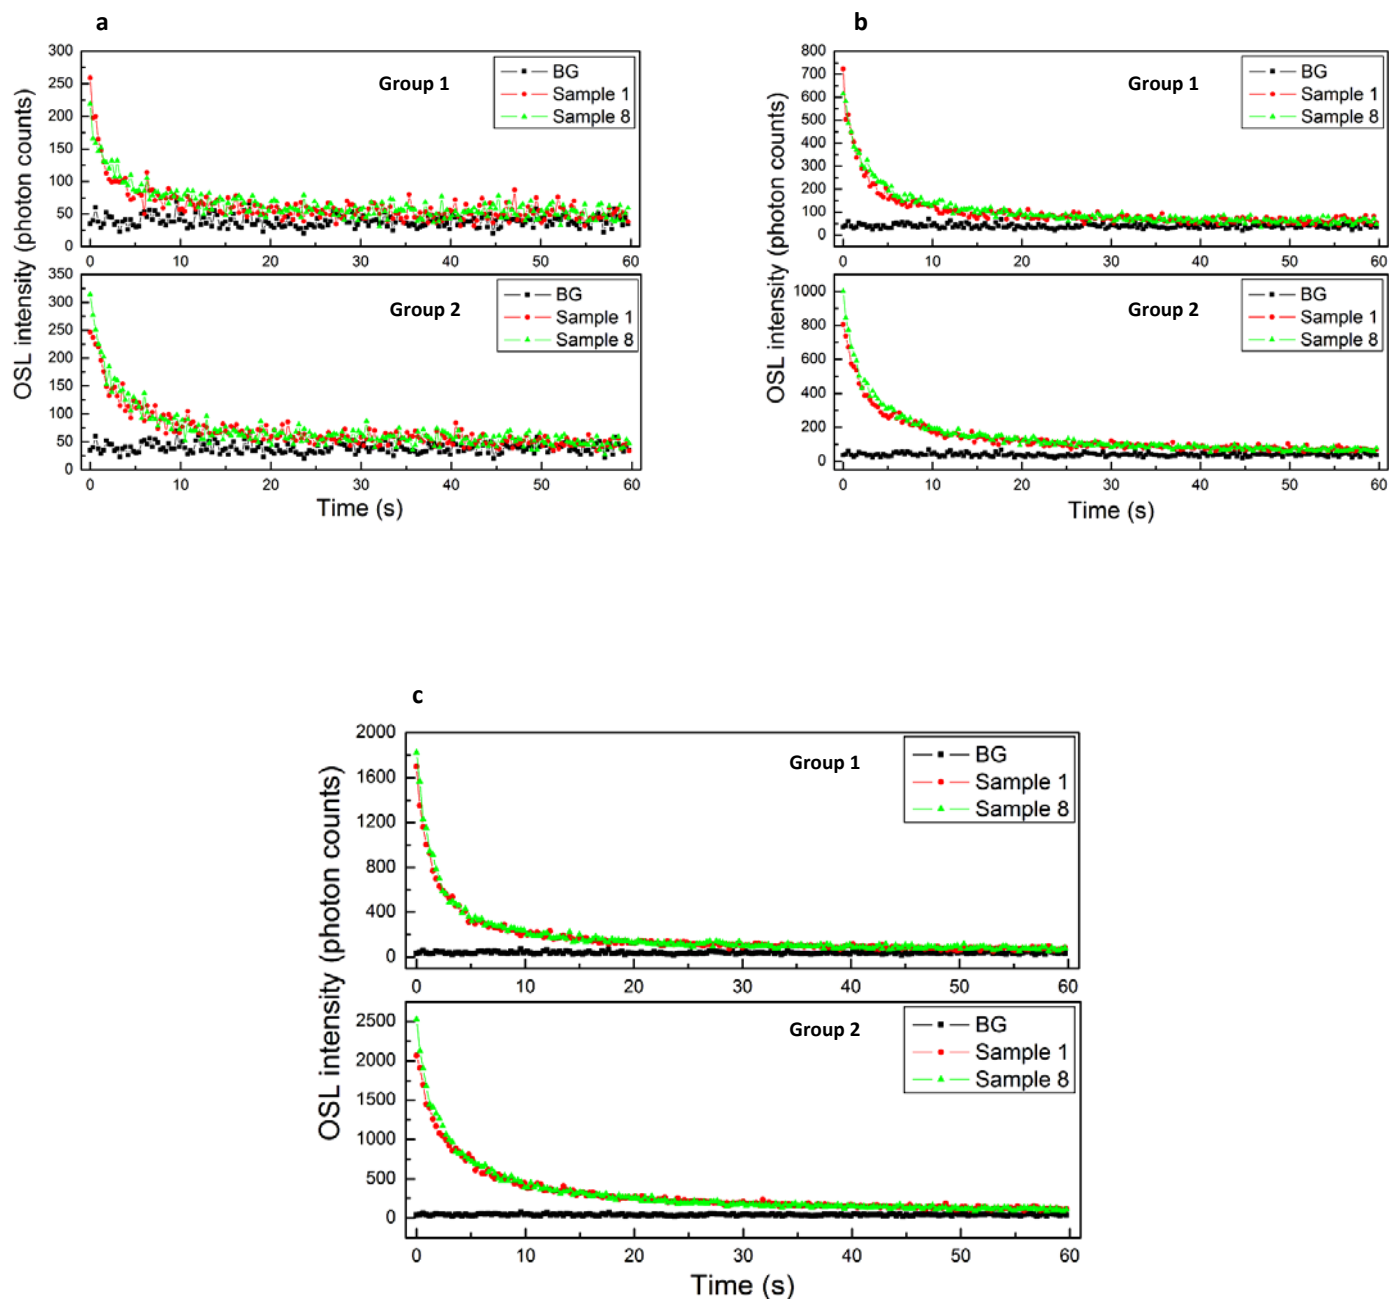 a
OSL intensity (photon counts)
300
250
200
150
100
50
0
Group 1
BG
Sample 1
Sample 8
0 10 20 30 40 50 60
350
300
250
200
150
100
50
0
Group 2
BG
Sample 1
Sample 8
0 10 20 30 40 50 60
Time (s)
b
OSL intensity (photon counts)
800
700
600
500
400
300
200
100
0
Group 1
BG
Sample 1
Sample 8
0 10 20 30 40 50 60
1000
800
600
400
200
0
Group 2
BG
Sample 1
Sample 8
0 10 20 30 40 50 60
Time (s)
c
OSL intensity (photon counts)
2000
1600
1200
800
400
0
Group 1
BG
Sample 1
Sample 8
0 10 20 30 40 50 60
2500
2000
1500
1000
500
0
Group 2
BG
Sample 1
Sample 8
0 10 20 30 40 50 60
Time (s)